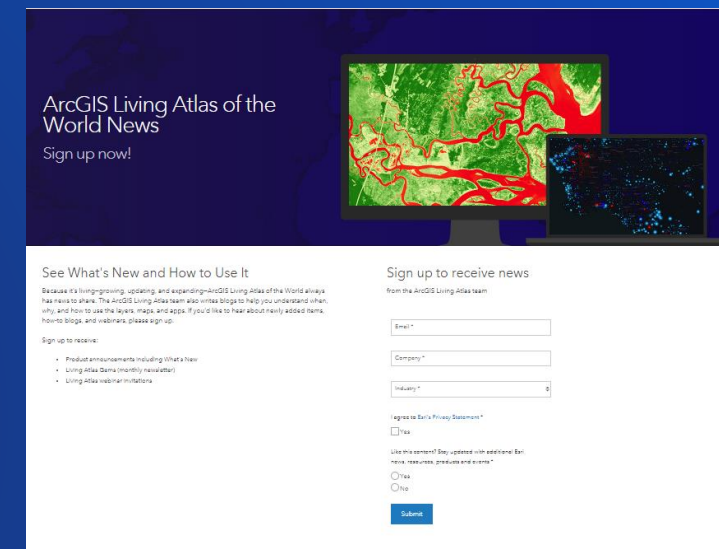 ArcGIS Living Atlas of the
World News
Sign up now!
See What's New and How to Use It
Because it's living—growing, updating, and expanding—ArcGIS Living Atlas of the World always
has news to share. The ArcGIS Living Atlas team also writes blogs to help you understand when,
why, and how to use the layers, maps, and apps. If you'd like to hear about newly added items,
how-to blogs, and webinars, please sign up.
Sign up to receive:
• Product announcements including What's New
• Living Atlas Gems (monthly newsletter)
• Living Atlas webinar invitations
Sign up to receive news
from the ArcGIS Living Atlas team
Email *
Company *
Industry *
I agree to Esri's Privacy Statement *
Yes
Like this content? Stay updated with additional Esri
news, resources, products and events *
Yes
No
Submit